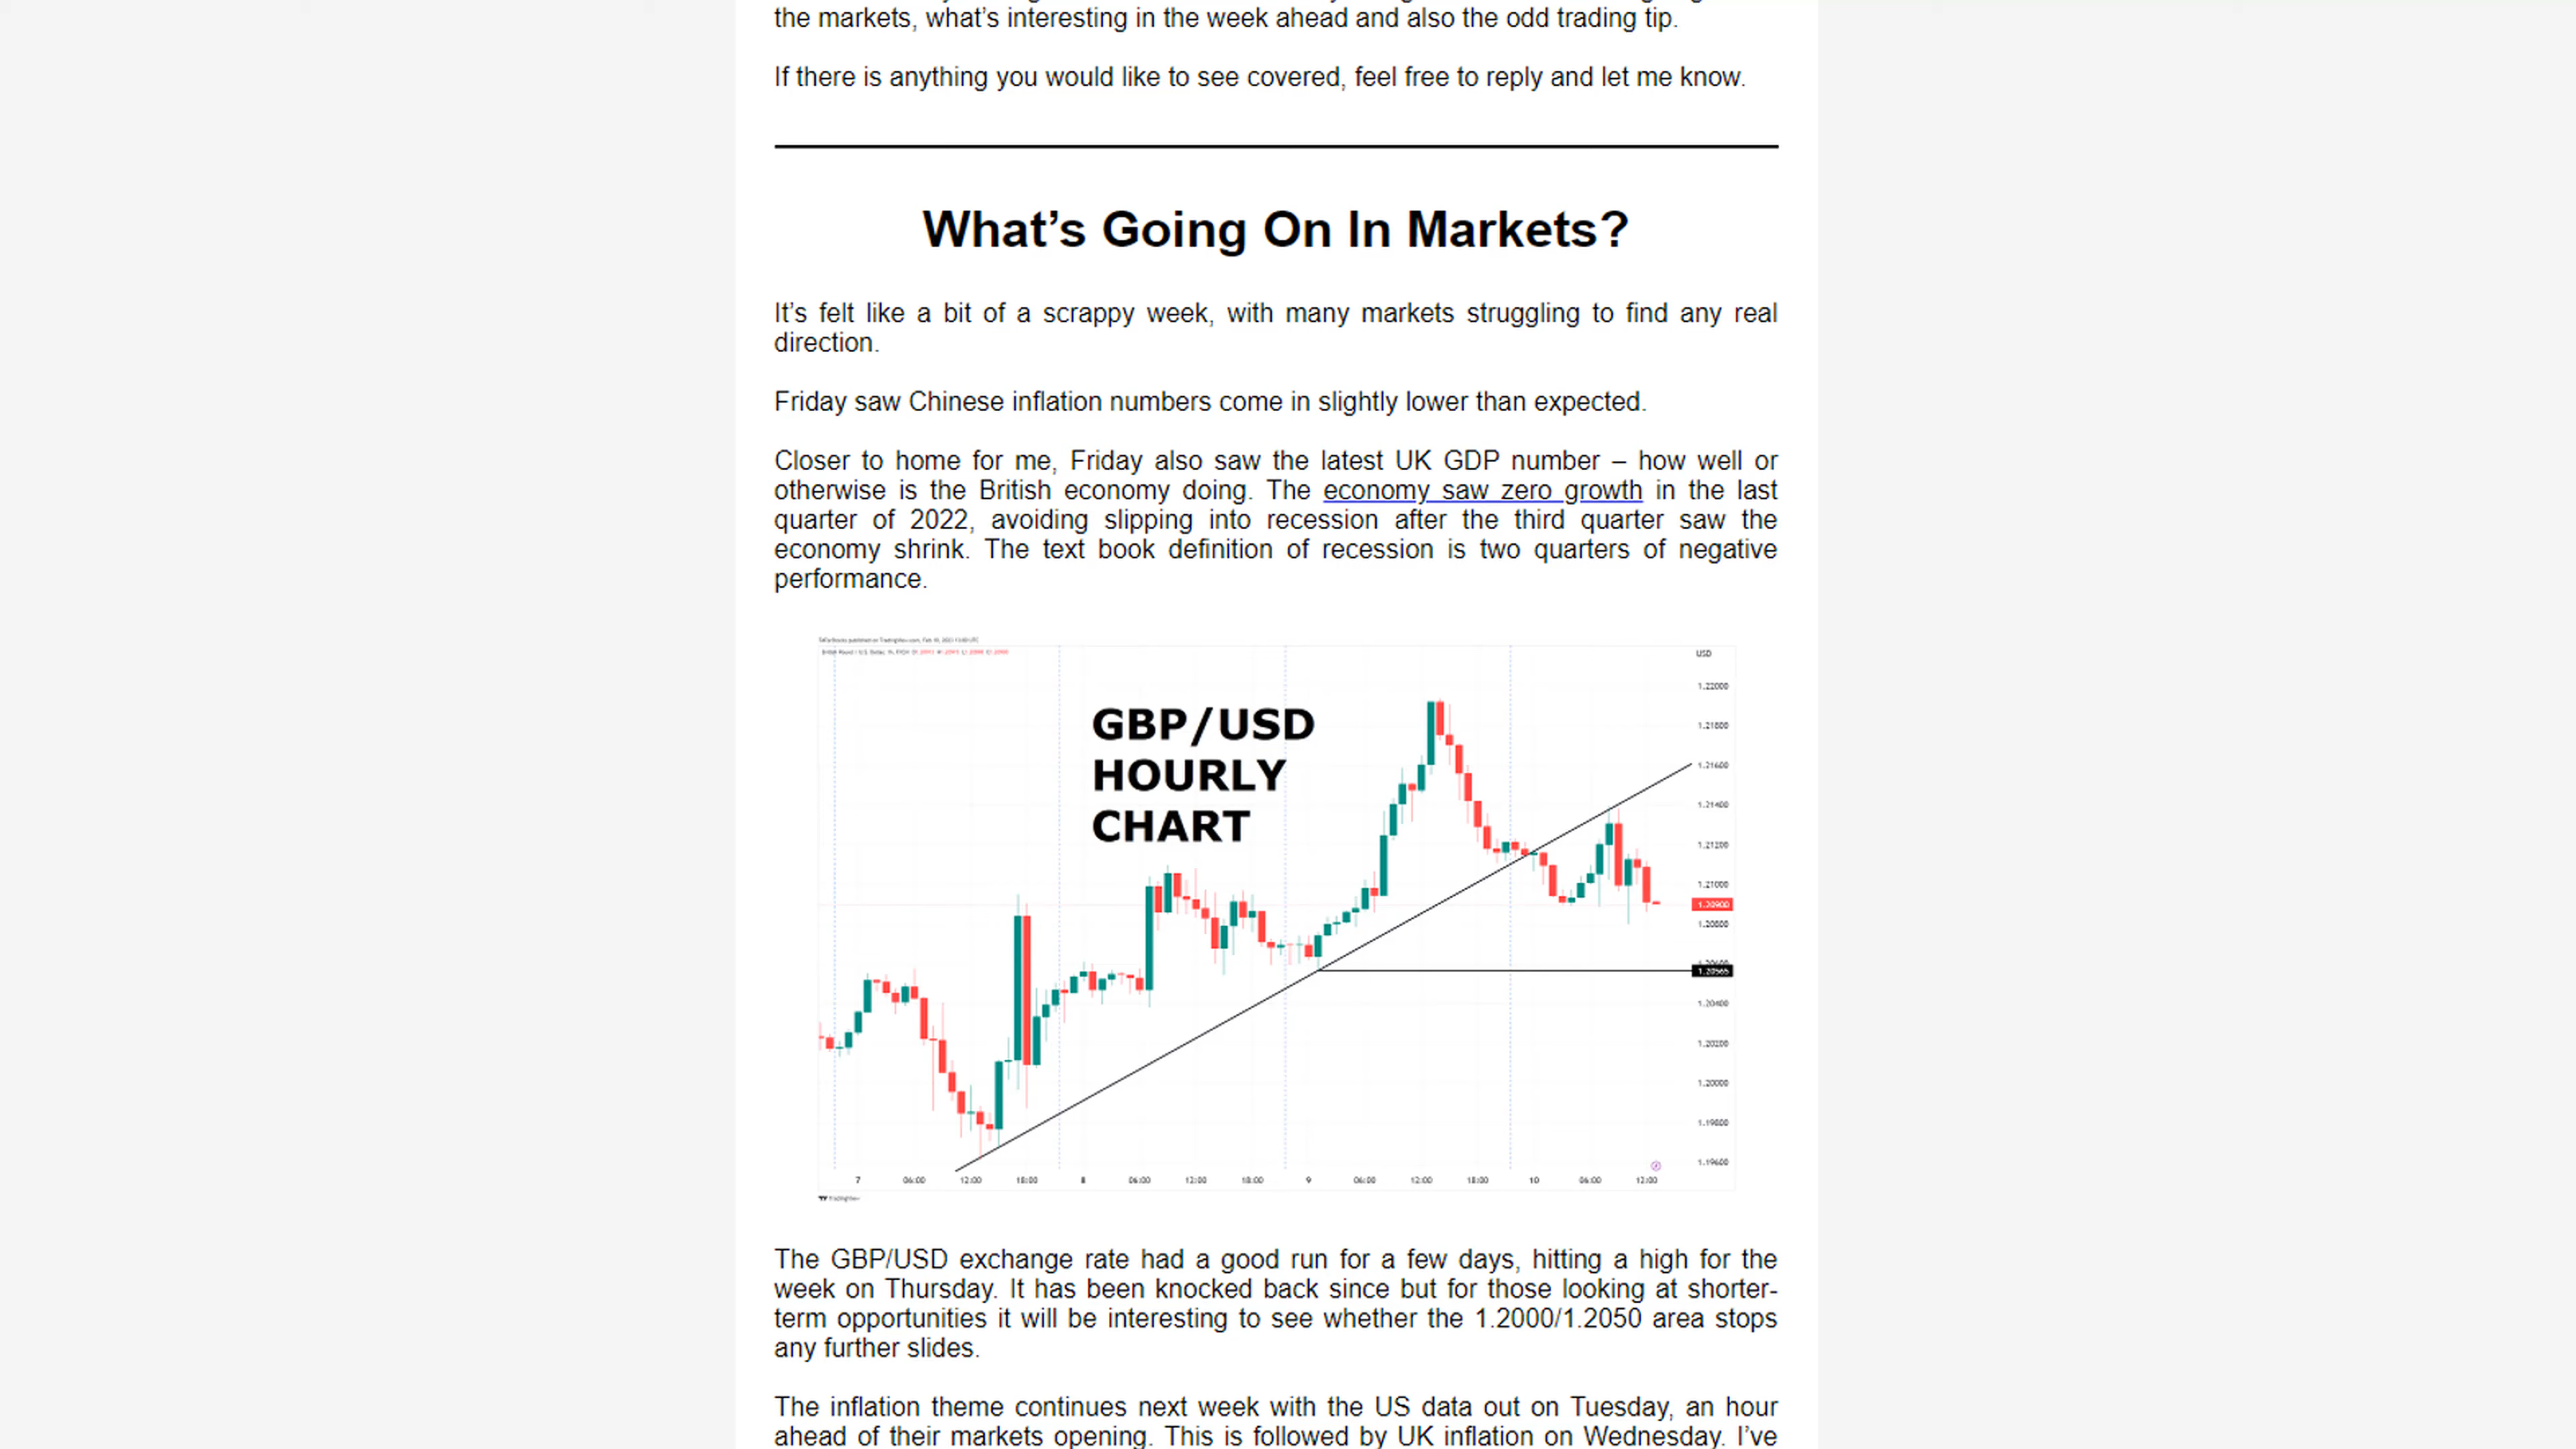 the markets, what's interesting in the week ahead and also the odd trading tip.
If there is anything you would like to see covered, feel free to reply and let me know.
What's Going On In Markets?
It's felt like a bit of a scrappy week, with many markets struggling to find any real
direction.
Friday saw Chinese inflation numbers come in slightly lower than expected.
Closer to home for me, Friday also saw the latest UK GDP number – how well or
otherwise is the British economy doing. The economy saw zero growth in the last
quarter of 2022, avoiding slipping into recession after the third quarter saw the
economy shrink. The text book definition of recession is two quarters of negative
performance.
USD
1.22000
GBP/USD
HOURLY
CHART
1.21800
1.21600
1.21400
1.21200
1.21000
1.20900
1.20800
1.20565
1.20400
1.20200
1.20000
1.19800
1.19600
7 06:00 12:00 18:00 8 06:00 12:00 18:00 9 06:00 12:00 18:00 10 06:00 12:00
TradingView
The GBP/USD exchange rate had a good run for a few days, hitting a high for the
week on Thursday. It has been knocked back since but for those looking at shorter-
term opportunities it will be interesting to see whether the 1.2000/1.2050 area stops
any further slides.
The inflation theme continues next week with the US data out on Tuesday, an hour
ahead of their markets opening. This is followed by UK inflation on Wednesday. I've